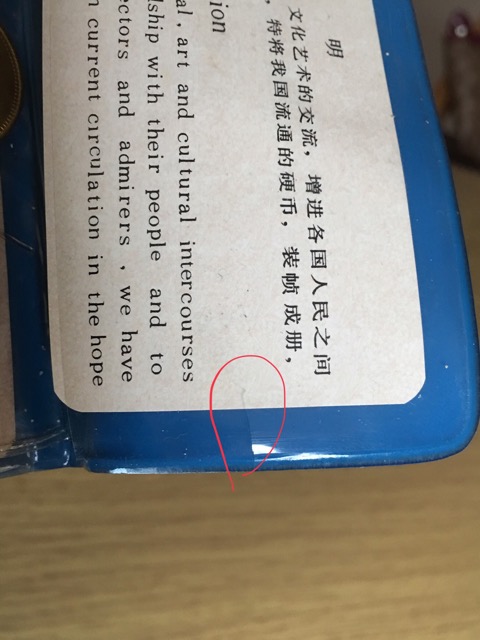 明
文化艺术的交流，增进各国人民之间
，特将我国流通的硬币，装帧成册，
ion
al, art and cultural intercourses
lship with their people and to
ectors and admirers , we have
n current circulation in the hope